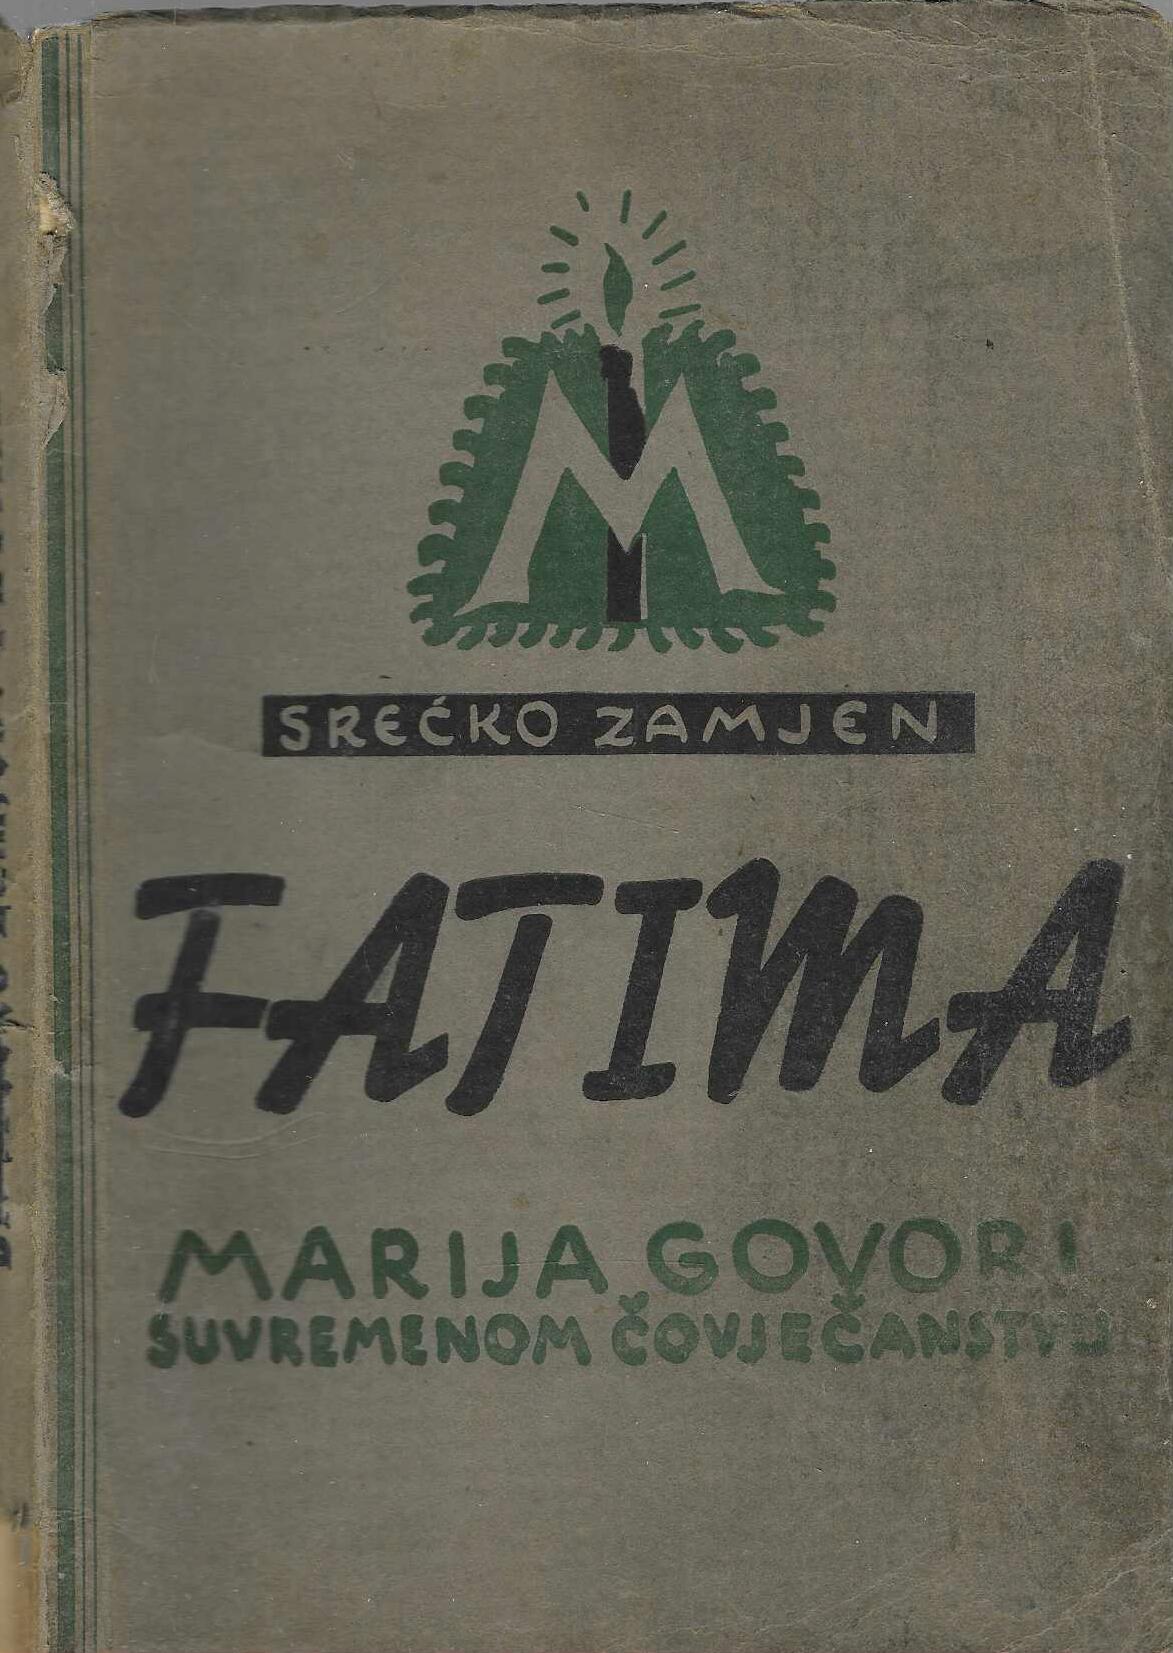 M
SREĆKO ZAMJEN
FATIMA
MARIJA GOVORI
SUVREMENOM ČOVJEČANSTVU